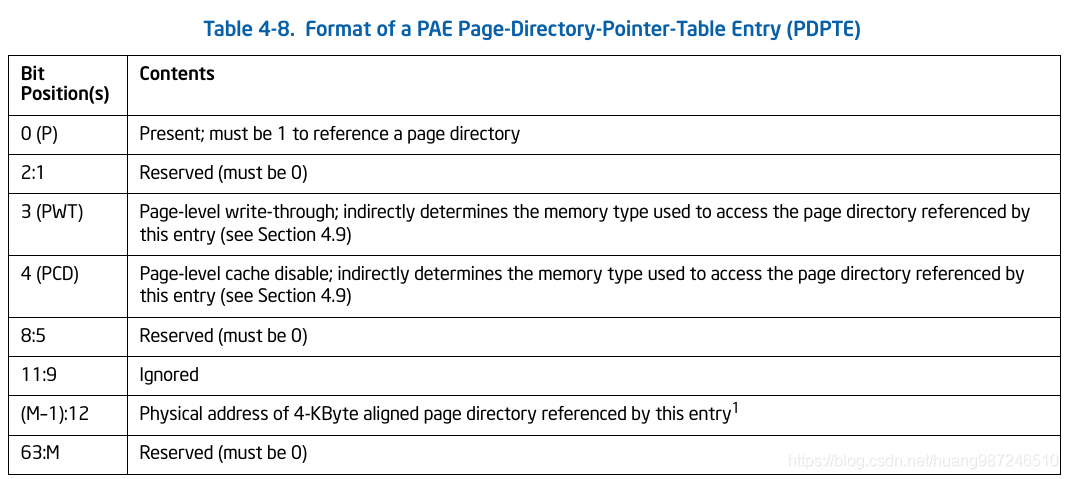 Table 4-8. Format of a PAE Page-Directory-Pointer-Table Entry (PDPTE)
Bit
Position(s)
Contents
0 (P)
Present; must be 1 to reference a page directory
2:1
Reserved (must be 0)
3 (PWT)
Page-level write-through; indirectly determines the memory type used to access the page directory referenced by
this entry (see Section 4.9)
4 (PCD)
Page-level cache disable; indirectly determines the memory type used to access the page directory referenced by
this entry (see Section 4.9)
8:5
Reserved (must be 0)
11:9
Ignored
(M–1):12
Physical address of 4-KByte aligned page directory referenced by this entry1
63:M
Reserved (must be 0)
https://blog.csdn.net/huang987246510